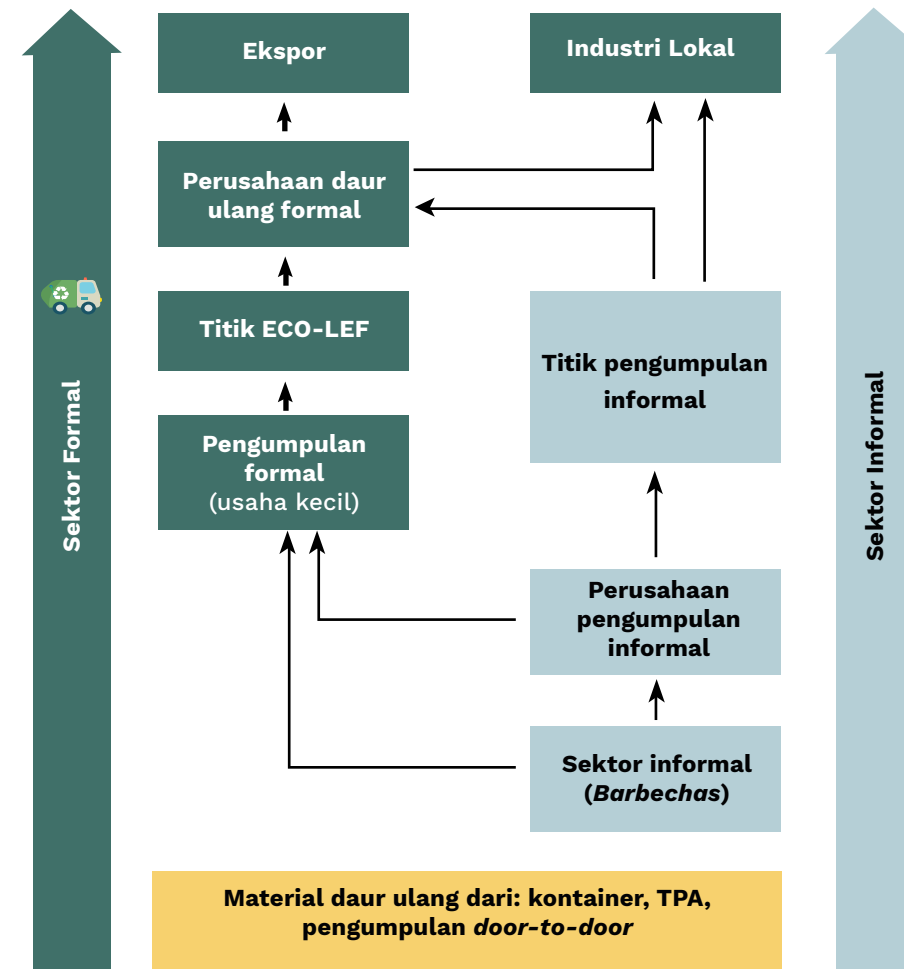 Ekspor
Industri Lokal
Perusahaan daur
ulang formal
Titik ECO-LEF
Titik pengumpulan
informal
Pengumpulan
formal
(usaha kecil)
Perusahaan
pengumpulan
informal
Sektor informal
(Barbechas)
Material daur ulang dari: kontainer, TPA,
pengumpulan door-to-door
Sektor Formal
Sektor Informal